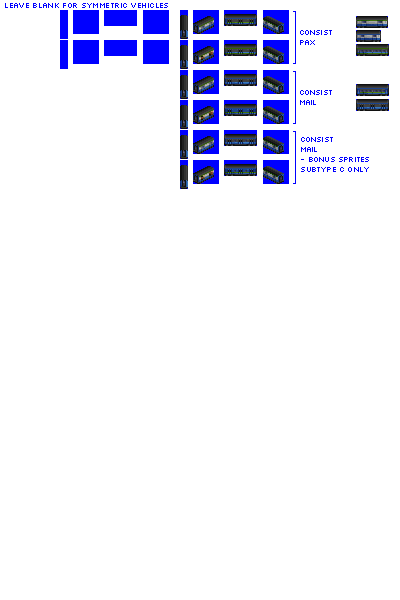 LEAVE BLANK FOR SYMMETRIC VEHICLES
CONSIST
PAX
CONSIST
MAIL
CONSIST
MAIL
- BONUS SPRITES
SUBTYPE C ONLY